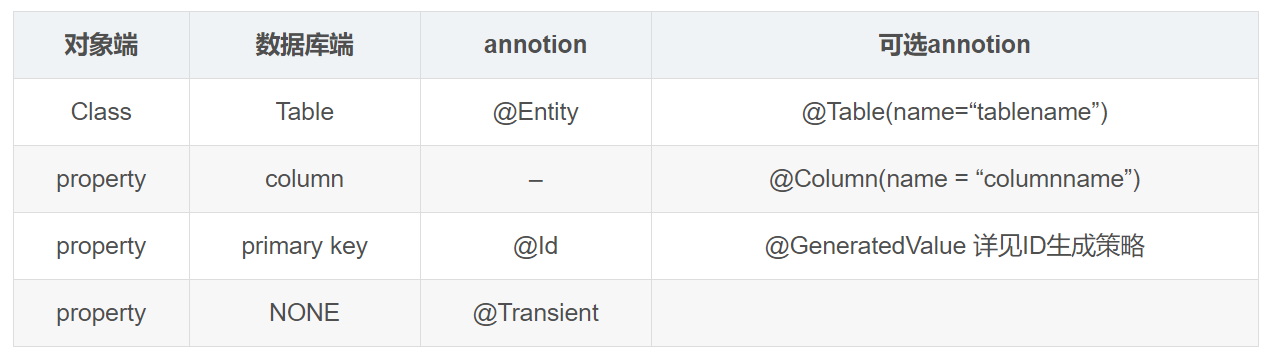 对象端 数据库端 annotion 可选annotion
Class Table @Entity @Table(name=“tablename”)
property column – @Column(name = “columnname”)
property primary key @Id @GeneratedValue 详见ID生成策略
property NONE @Transient